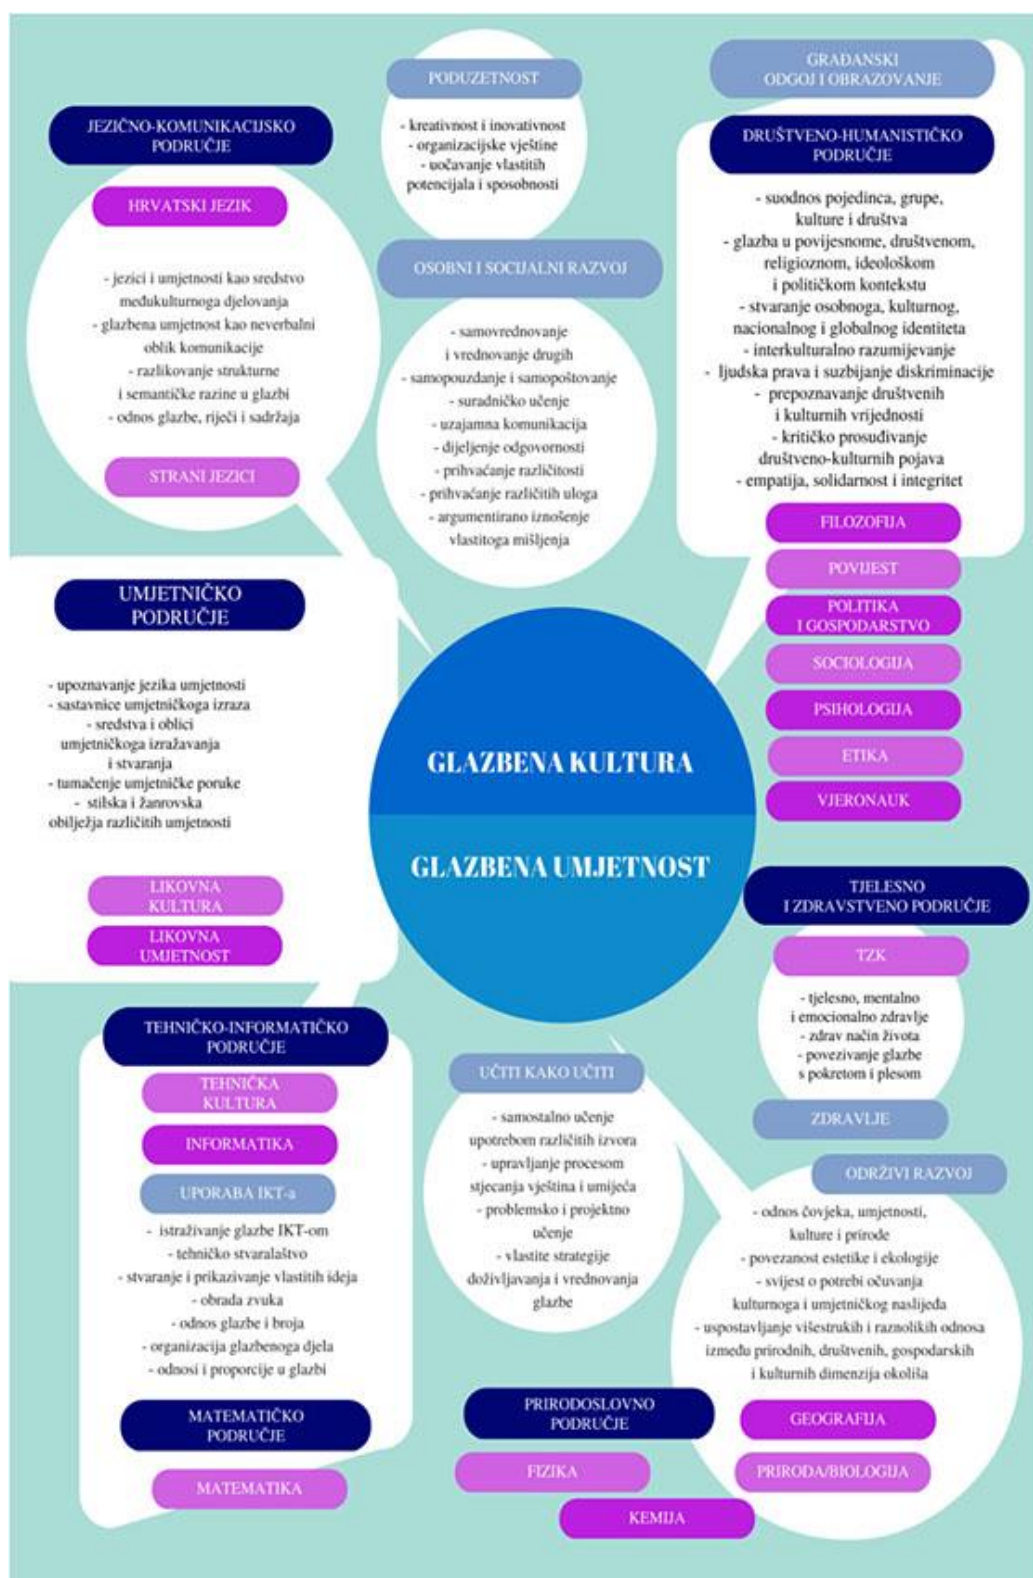 PODUZETNOST
- kreativnost i inovativnost
- organizacijske vještine
- uočavanje vlastitih
potencijala i sposobnosti
GRAĐANSKI
ODGOJ I OBRAZOVANJE
JEZIČNO-KOMUNIKACIJSKO
PODRUČJE
HRVATSKI JEZIK
- jezici i umjetnosti kao sredstvo
međukulturnoga djelovanja
- glazbena umjetnost kao neverbalni
oblik komunikacije
- razlikovanje strukturne
i semantičke razine u glazbi
- odnos glazbe, riječi i sadržaja
STRANI JEZICI
OSOBNI I SOCIJALNI RAZVOJ
- samovrednovanje
i vrednovanje drugih
- samopouzdanje i samopoštovanje
- suradničko učenje
- uzajamna komunikacija
- dijeljenje odgovornosti
- prihvaćanje različitosti
- prihvaćanje različitih uloga
- argumentirano iznošenje
vlastitoga mišljenja
DRUŠTVENO-HUMANISTIČKO
PODRUČJE
- suodnos pojedinca, grupe,
kulture i društva
- glazba u povijesnome, društvenom,
religioznom, ideološkom
i političkom kontekstu
- stvaranje osobnoga, kulturnog,
nacionalnog i globalnog identiteta
- interkulturalno razumijevanje
- ljudska prava i suzbijanje diskriminacije
- prepoznavanje društvenih
i kulturnih vrijednosti
- kritičko prosuđivanje
društveno-kulturnih pojava
- empatija, solidarnost i integritet
FILOZOFIJA
POVIJEST
POLITIKA
I GOSPODARSTVO
SOCIOLOGIJA
PSIHOLOGIJA
ETIKA
VJERONAUK
UMJETNIČKO
PODRUČJE
- upoznavanje jezika umjetnosti
- sastavnice umjetničkoga izraza
- sredstva i oblici
umjetničkoga izražavanja
i stvaranja
- tumačenje umjetničke poruke
- stilska i žanrovska
obilježja različitih umjetnosti
LIKOVNA
KULTURA
LIKOVNA
UMJETNOST
GLAZBENA KULTURA
GLAZBENA UMJETNOST
TJELESNO
I ZDRAVSTVENO PODRUČJE
TZK
- tjelesno, mentalno
i emocionalno zdravlje
- zdrav način života
- povezivanje glazbe
s pokretom i plesom
ZDRAVLJE
TEHNIČKO-INFORMATIČKO
PODRUČJE
TEHNIČKA
KULTURA
INFORMATIKA
UPORABA IKT-a
- istraživanje glazbe IKT-om
- tehničko stvaralaštvo
- stvaranje i prikazivanje vlastitih ideja
- obrada zvuka
- odnos glazbe i broja
- organizacija glazbenoga djela
- odnosi i proporcije u glazbi
MATEMATIČKO
PODRUČJE
MATEMATIKA
UČITI KAKO UČITI
- samostalno učenje
upotrebom različitih izvora
- upravljanje procesom
stjecanja vještina i umijeća
- problemsko i projektno
učenje
- vlastite strategije
doživljavanja i vrednovanja
glazbe
ODRŽIVI RAZVOJ
- odnos čovjeka, umjetnosti,
kulture i prirode
- povezanost estetike i ekologije
- svijest o potrebi očuvanja
kulturnoga i umjetničkog naslijeđa
- uspostavljanje višestrukih i raznolikih odnosa
između prirodnih, društvenih, gospodarskih
i kulturnih dimenzija okoliša
PRIRODOSLOVNO
PODRUČJE
GEOGRAFIJA
FIZIKA
PRIRODA/BIOLOGIJA
KEMIJA